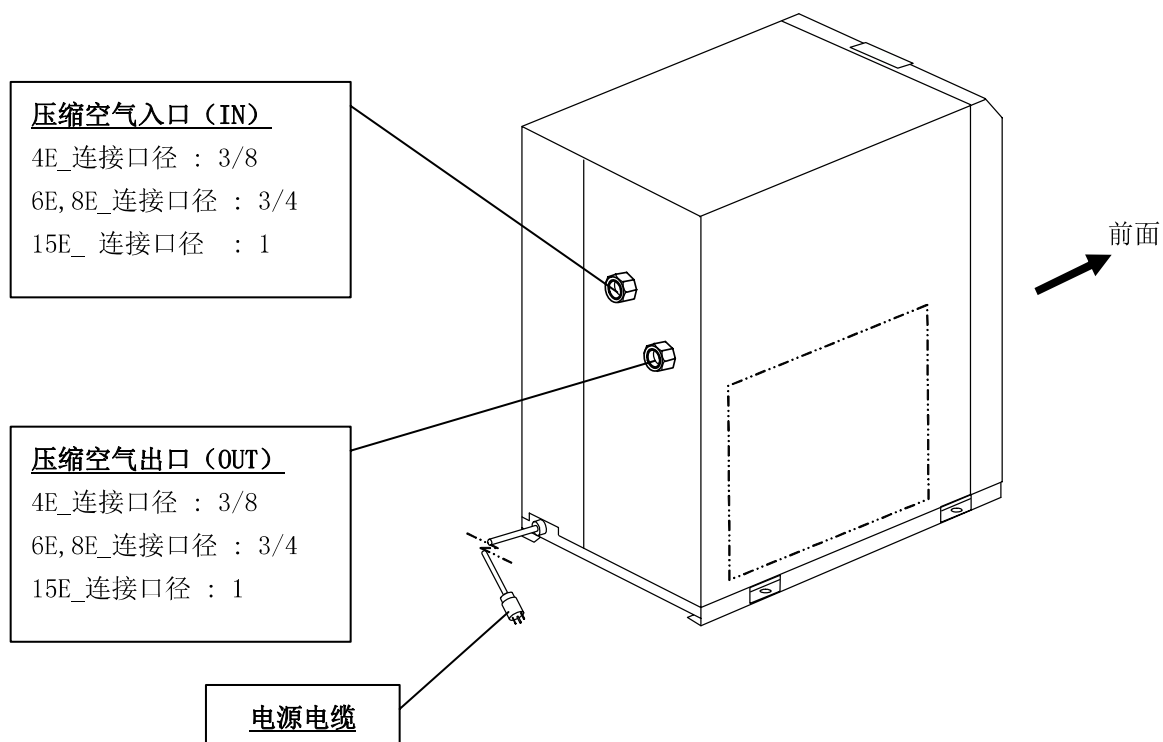 压缩空气入口（IN）
4E_连接口径 : 3/8
6E,8E_连接口径 : 3/4
15E_ 连接口径 : 1
前面
压缩空气出口（OUT）
4E_连接口径 : 3/8
6E,8E_连接口径 : 3/4
15E_连接口径 : 1
电源电缆